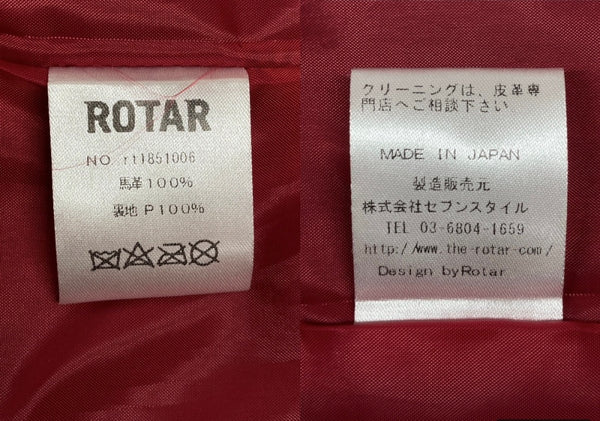 ROTAR
NO. rt1851006
馬革100%
裏地 P100%
クリーニングは、皮革専
門店へご相談下さい
MADE IN JAPAN
製造販売元
株式会社セブンスタイル
TEL 03-6804-1659
http://www.the-rotar-com/
Design byRotar